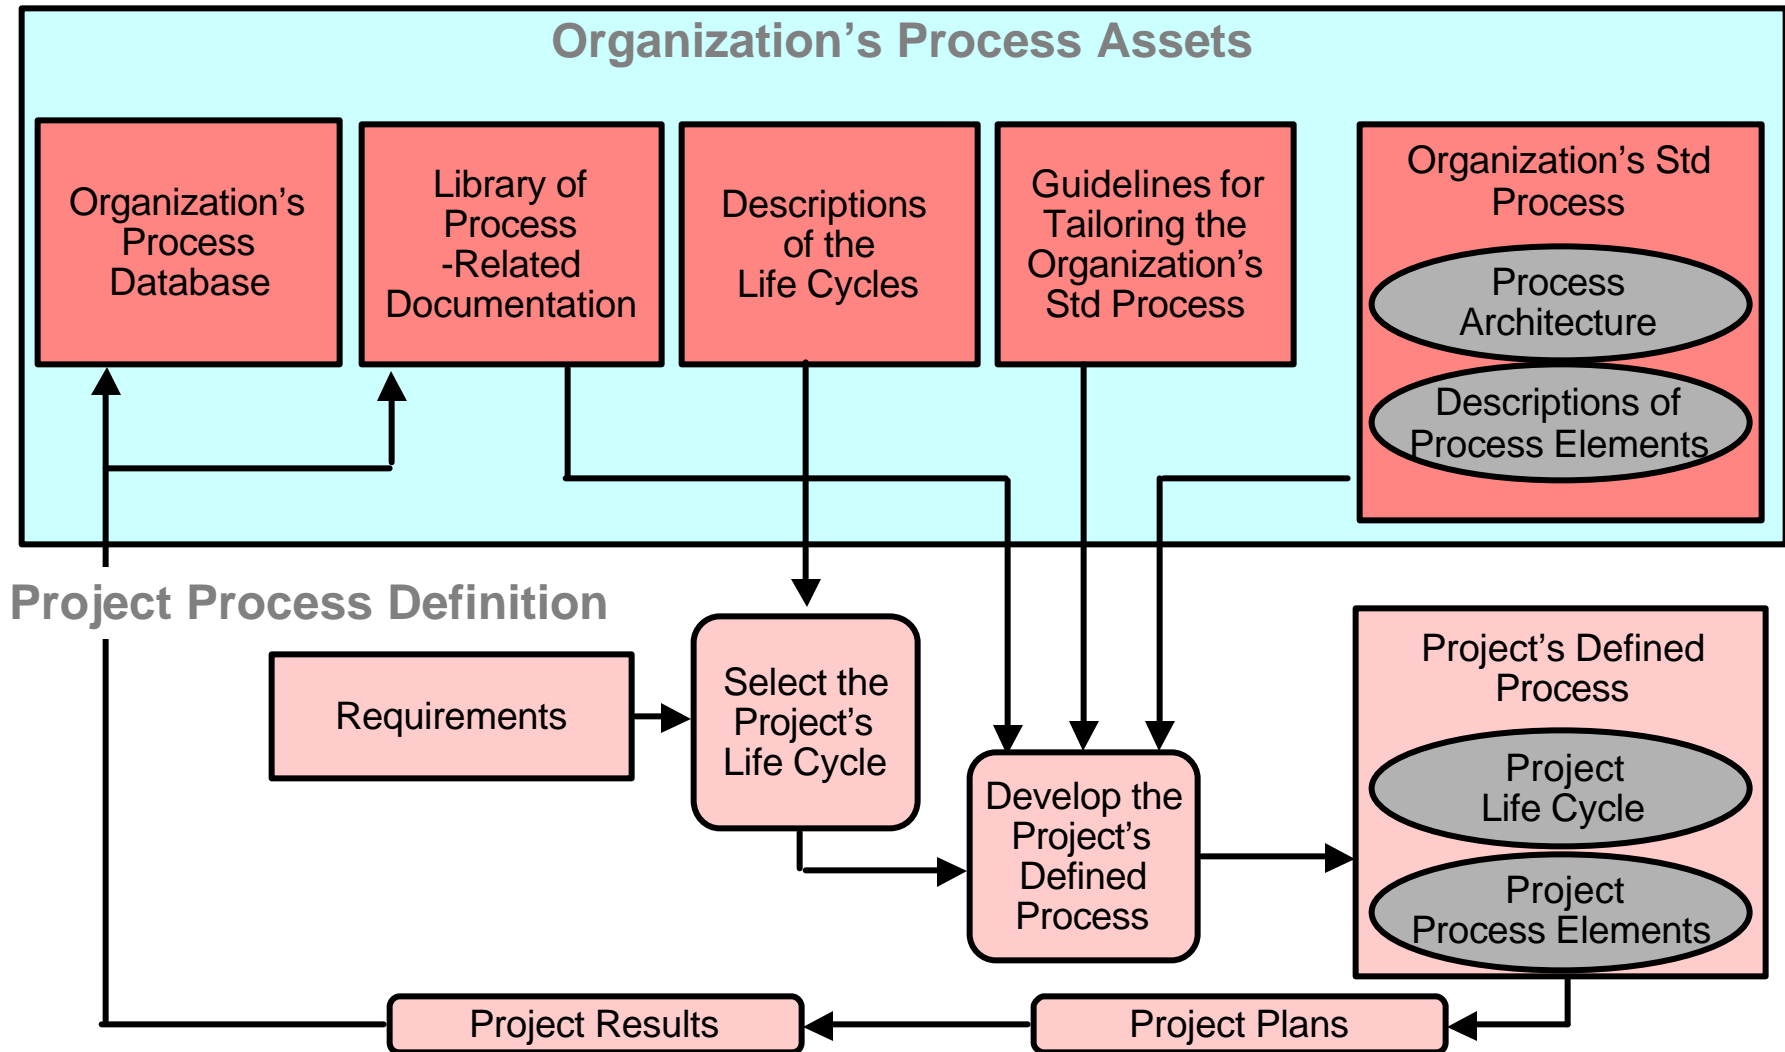 Organization’s Process Assets
Organization’s
Process
Database
Library of
Process
-Related
Documentation
Descriptions
of the
Life Cycles
Guidelines for
Tailoring the
Organization’s
Std Process
Organization’s Std
Process
Process
Architecture
Descriptions of
Process Elements
Project Process Definition
Requirements
Select the
Project’s
Life Cycle
Develop the
Project’s
Defined
Process
Project’s Defined
Process
Project
Life Cycle
Project
Process Elements
Project Results
Project Plans